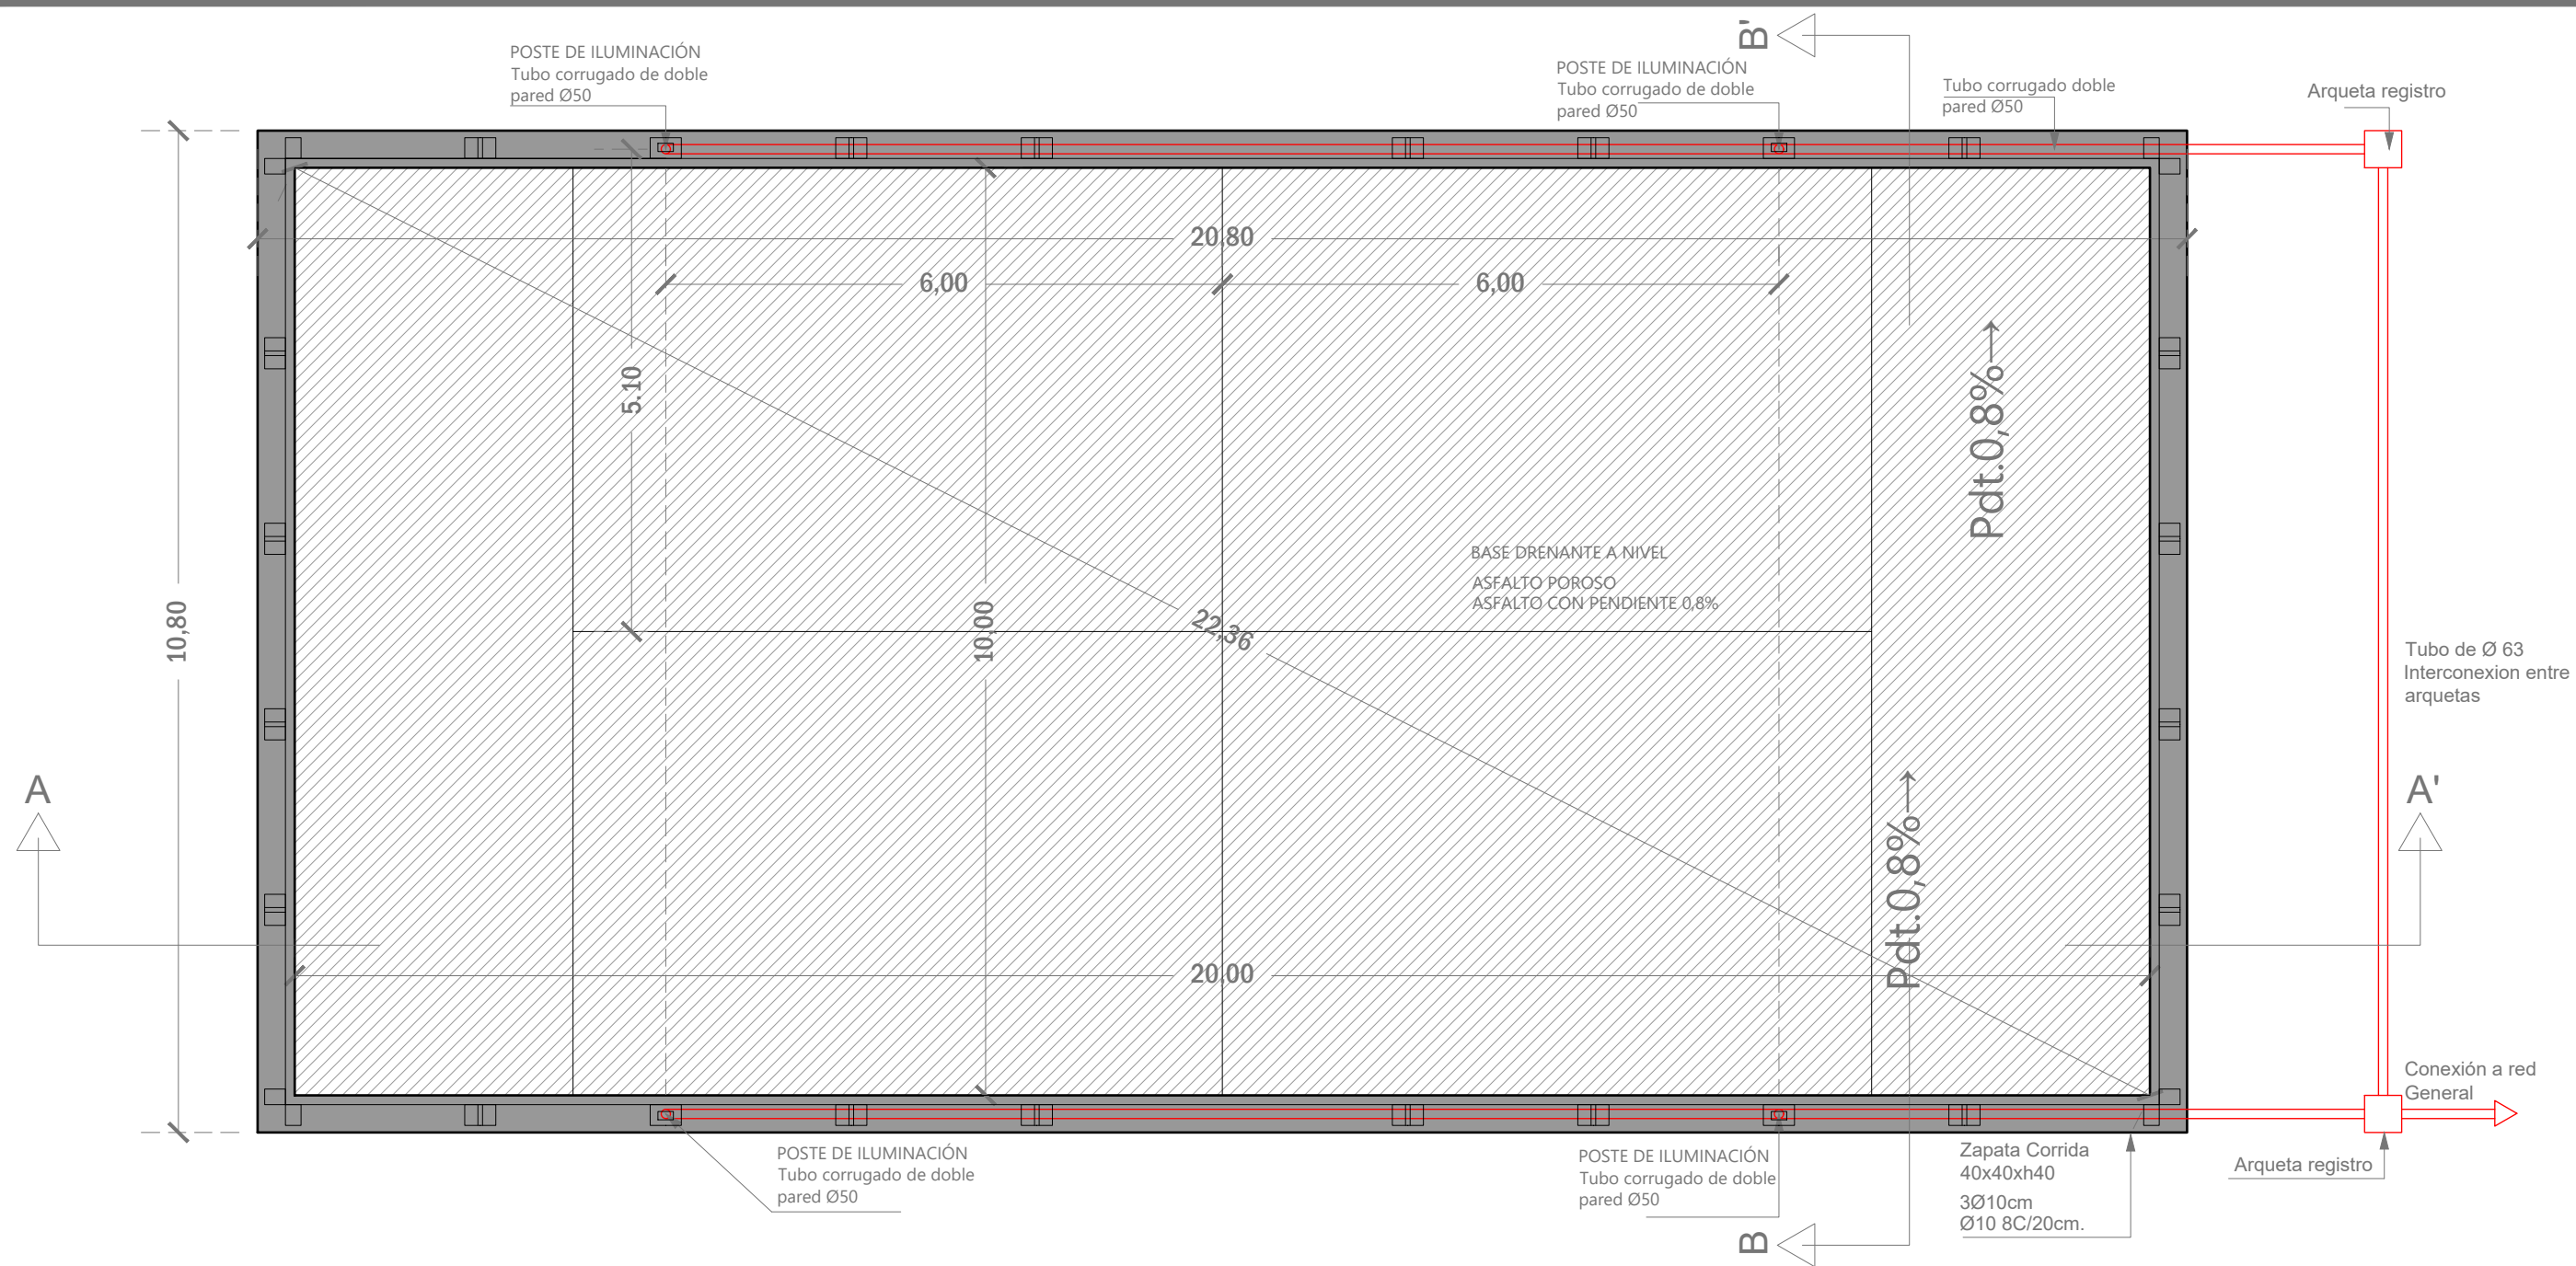 POSTE DE ILUMINACIÓN
Tubo corrugado de doble
pared Ø50
POSTE DE ILUMINACIÓN
Tubo corrugado de doble
pared Ø50
B'
Tubo corrugado doble
pared Ø50
Arqueta registro
20,80
6,00
6,00
5.10
Pdt.0,8%→
BASE DRENANTE A NIVEL
ASFALTO POROSO
ASFALTO CON PENDIENTE 0,8%
10,80
10,00
22,36
Tubo de Ø 63
Interconexion entre
arquetas
A
A'
Pdt.0,8%→
20,00
Conexión a red
General
POSTE DE ILUMINACIÓN
Tubo corrugado de doble
pared Ø50
POSTE DE ILUMINACIÓN
Tubo corrugado de doble
pared Ø50
B
Zapata Corrida
40x40xh40
3Ø10cm
Ø10 8C/20cm.
Arqueta registro